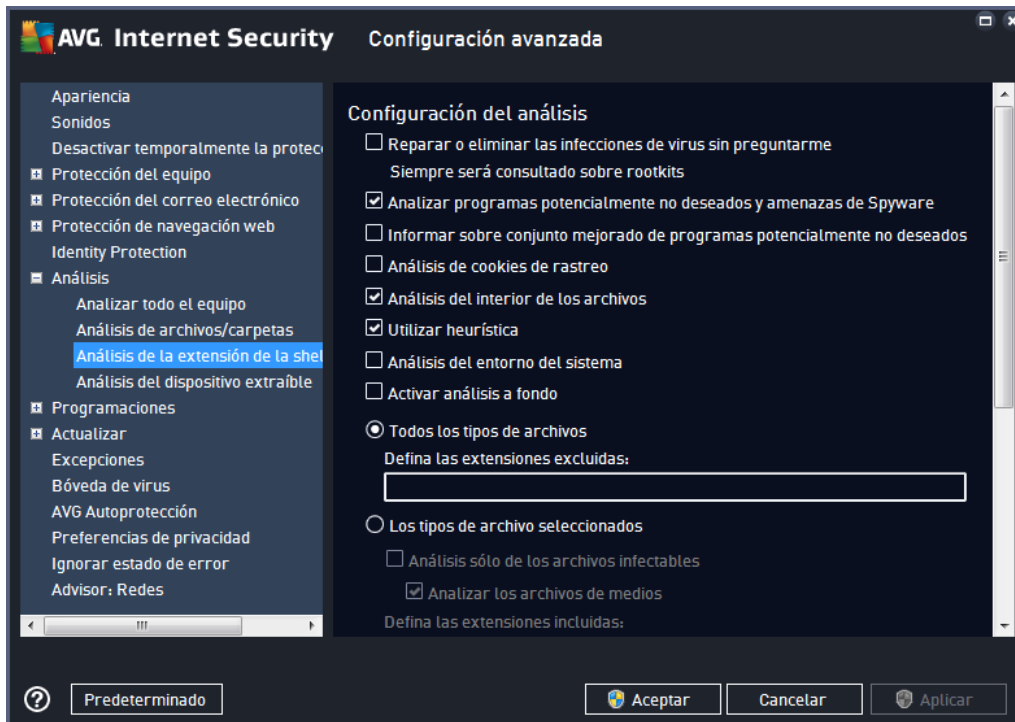 AVG. Internet Security
Configuración avanzada
Apariencia
Sonidos
Desactivar temporalmente la protec
Protección del equipo
Protección del correo electrónico
Protección de navegación web
Identity Protection
Análisis
Analizar todo el equipo
Análisis de archivos/carpetas
Análisis de la extensión de la shel
Análisis del dispositivo extraíble
Programaciones
Actualizar
Excepciones
Bóveda de virus
AVG Autoprotección
Preferencias de privacidad
Ignorar estado de error
Advisor: Redes
Configuración del análisis
Reparar o eliminar las infecciones de virus sin preguntarme
Siempre será consultado sobre rootkits
Analizar programas potencialmente no deseados y amenazas de Spyware
Informar sobre conjunto mejorado de programas potencialmente no deseados
Análisis de cookies de rastreo
Análisis del interior de los archivos
Utilizar heurística
Análisis del entorno del sistema
Activar análisis a fondo
Todos los tipos de archivos
Defina las extensiones excluidas:
Los tipos de archivo seleccionados
Análisis sólo de los archivos infectables
Analizar los archivos de medios
Defina las extensiones incluidas:
?
Predeterminado
Aceptar
Cancelar
Aplicar